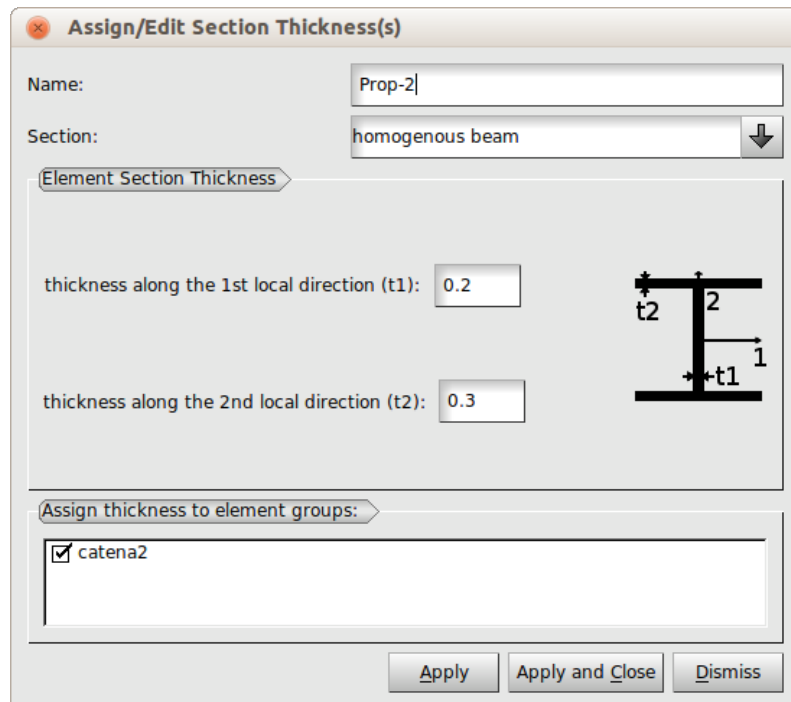 Assign/Edit Section Thickness(s)
Name:
Prop-2
Section:
homogenous beam
Element Section Thickness
thickness along the 1st local direction (t1):
0.2
t2
2
1
t1
thickness along the 2nd local direction (t2):
0.3
Assign thickness to element groups:
catena2
Apply
Apply and Close
Dismiss